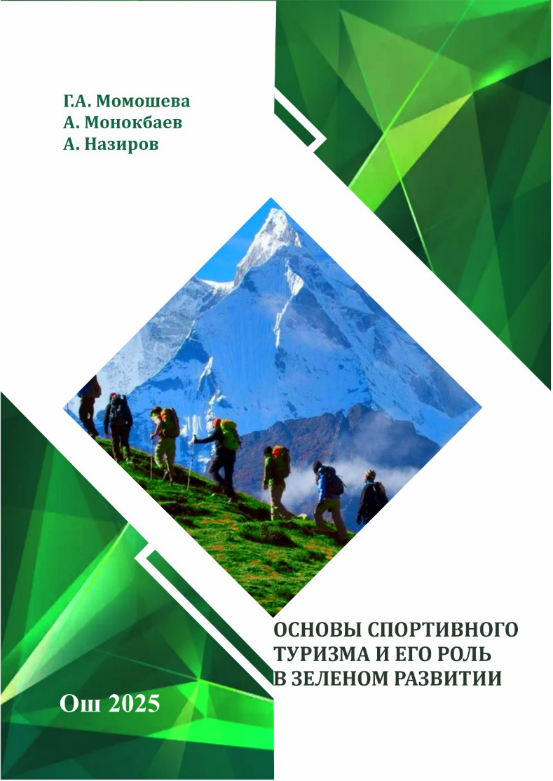 Г.А. Момошева
А. Монокбаев
А. Назиров
ОСНОВЫ СПОРТИВНОГО
ТУРИЗМА И ЕГО РОЛЬ
В ЗЕЛЕНОМ РАЗВИТИИ
Ош 2025